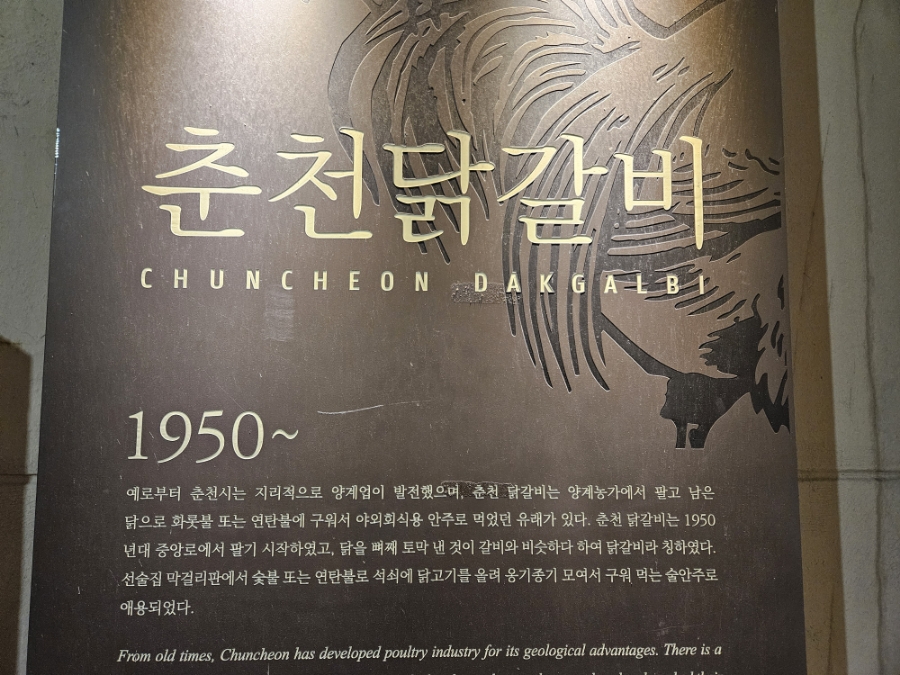 춘천닭갈비
CHUNCHEON DAKGALBI
1950~
예로부터 춘천시는 지리적으로 양계업이 발전했으며, 춘천 닭갈비는 양계농가에서 팔고 남은
닭으로 화롯불 또는 연탄불에 구워서 야외회식용 안주로 먹었던 유래가 있다. 춘천 닭갈비는 1950
년대 중앙로에서 팔기 시작하였고, 닭을 뼈째 토막 낸 것이 갈비와 비슷하다 하여 닭갈비라 칭하였다.
선술집 막걸리판에서 숯불 또는 연탄불로 석쇠에 닭고기를 올려 옹기종기 모여서 구워 먹는 술안주로
애용되었다.
From old times, Chuncheon has developed poultry industry for its geological advantages. There is a